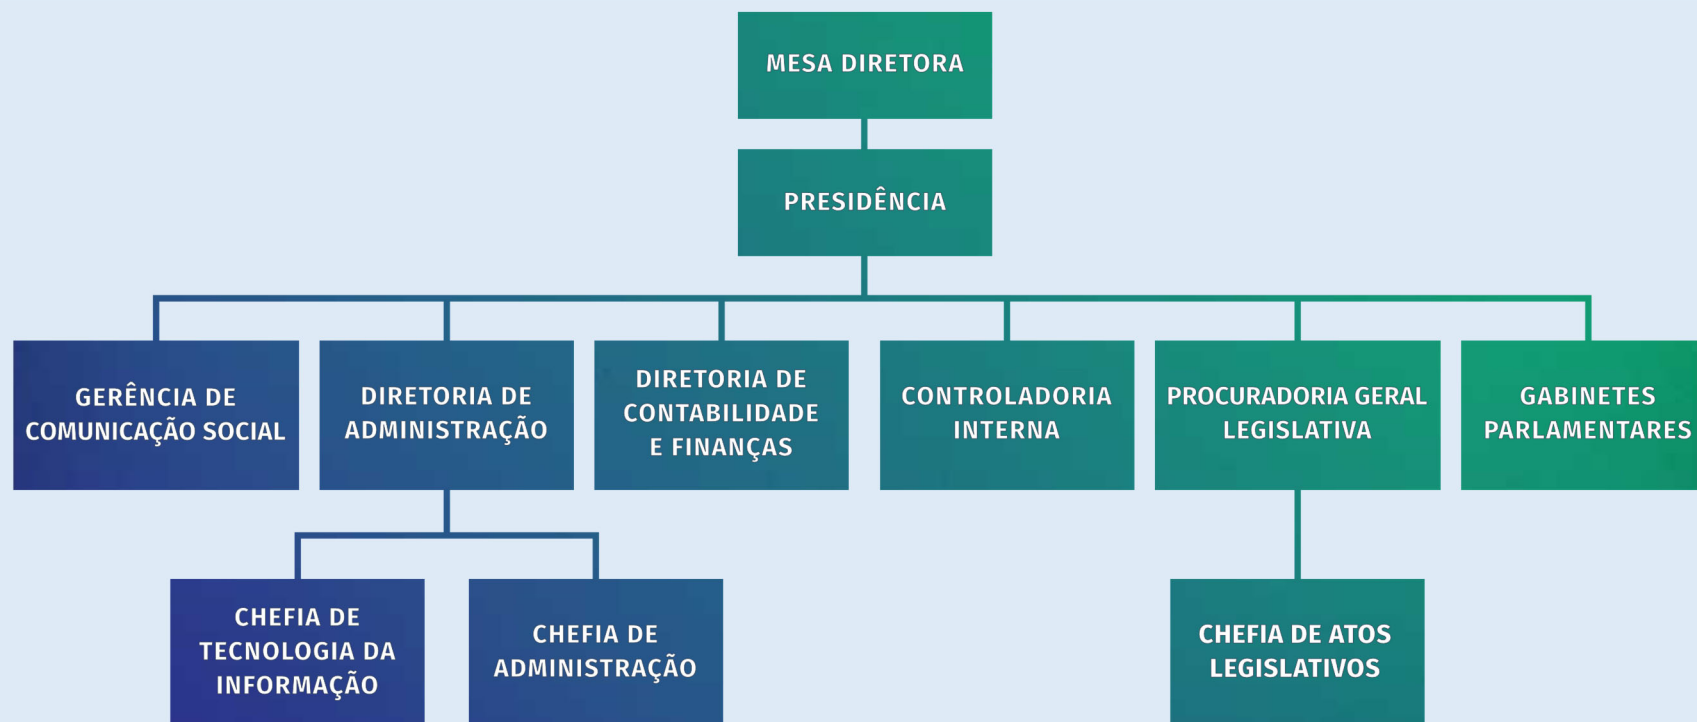 MESA DIRETORA
PRESIDÊNCIA
GERÊNCIA DE
COMUNICAÇÃO SOCIAL
DIRETORIA DE
ADMINISTRAÇÃO
DIRETORIA DE
CONTABILIDADE
E FINANÇAS
CONTROLADORIA
INTERNA
PROCURADORIA GERAL
LEGISLATIVA
GABINETES
PARLAMENTARES
CHEFIA DE
TECNOLOGIA DA
INFORMAÇÃO
CHEFIA DE
ADMINISTRAÇÃO
CHEFIA DE ATOS
LEGISLATIVOS